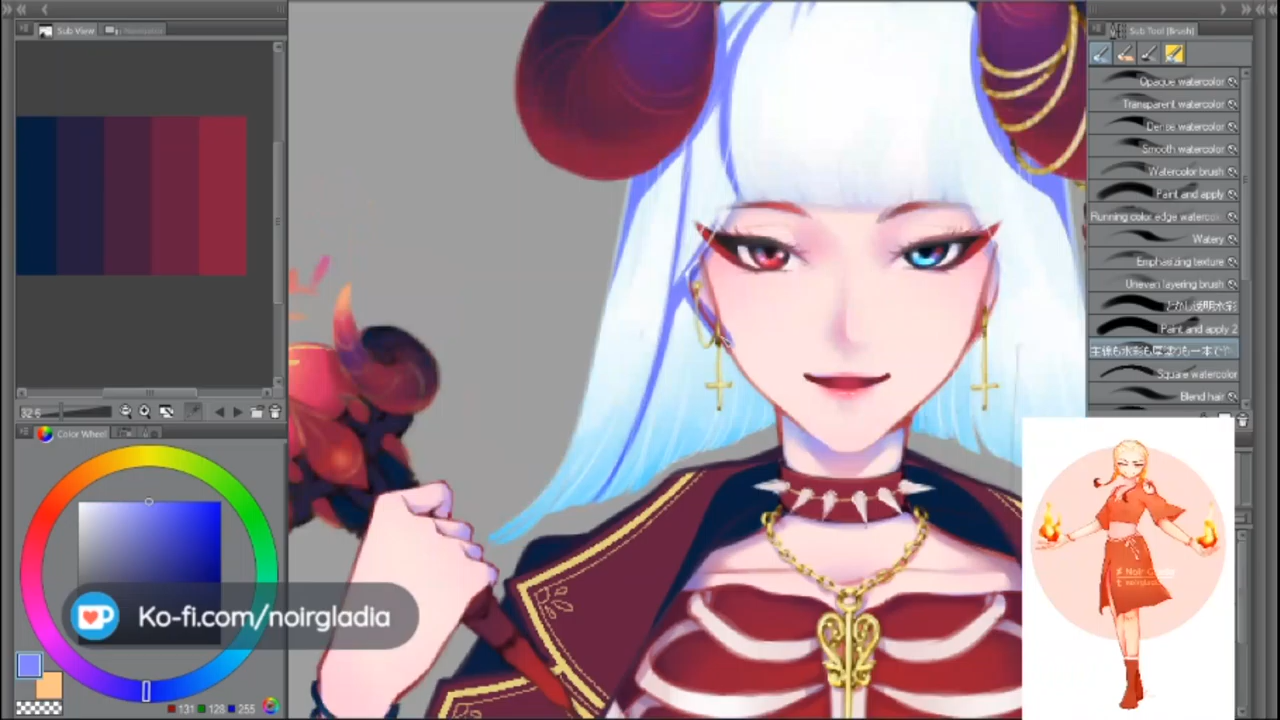 Sub View
Sub Tool (Brush)
Opaque watercolor
Transparent watercolor
Dense watercolor
Smooth watercolor
Watercolor brush
Paint and apply
Running color edge watercolor
Watery
Emphasizing texture
Uneven layering brush
Paint and apply 2
Square watercolor
Blend hair
32.6
Color Wheel
Ko-fi.com/noirgladia
131 128 255